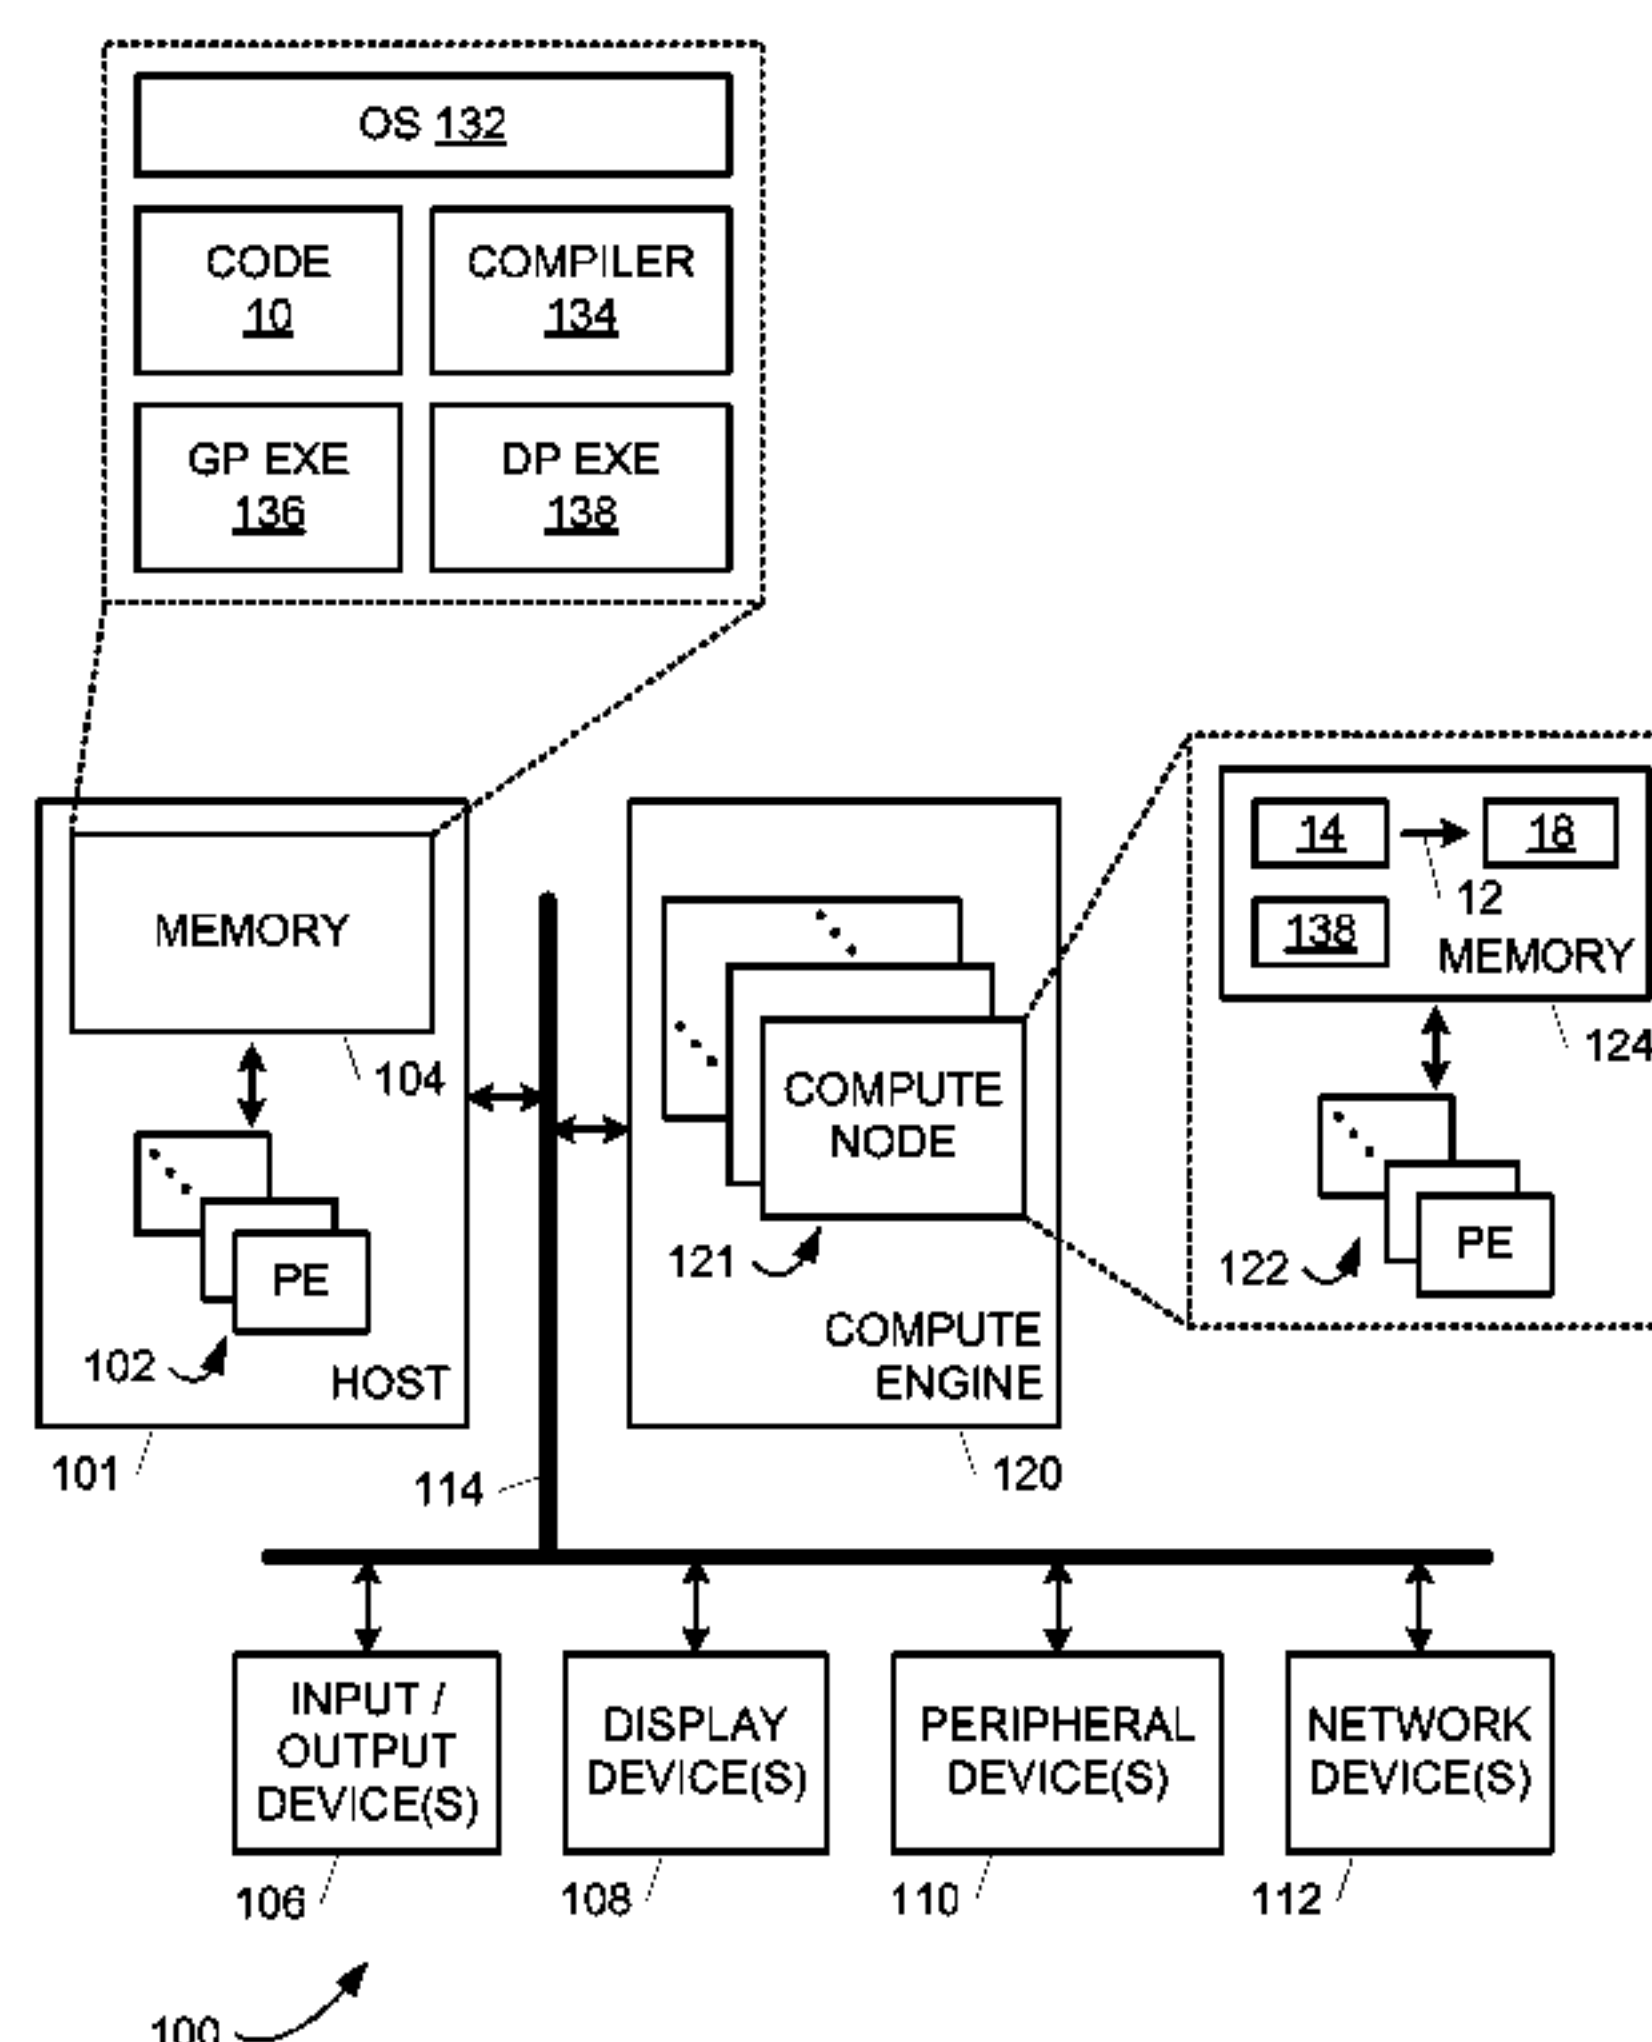 OS 132
CODE
10
COMPILER
134
GP EXE
136
DP EXE
138
MEMORY
104
PE
102
HOST
101
114
COMPUTE
NODE
121
COMPUTE
ENGINE
120
14
18
12
138
MEMORY
124
PE
122
INPUT /
OUTPUT
DEVICE(S)
106
DISPLAY
DEVICE(S)
108
PERIPHERAL
DEVICE(S)
110
NETWORK
DEVICE(S)
112
100